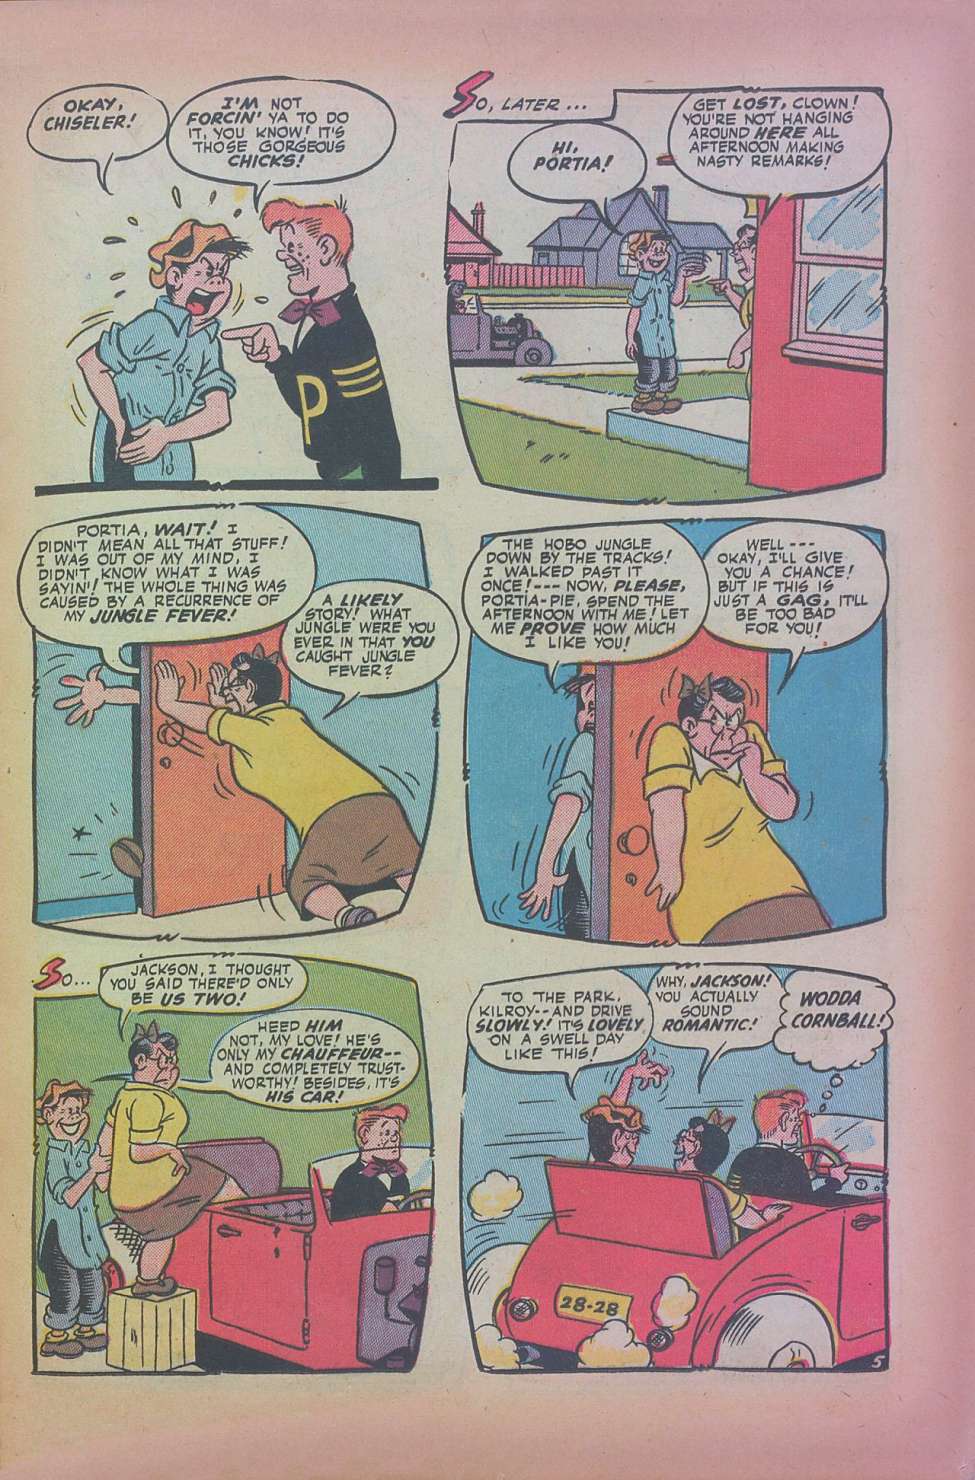 OKAY,
CHISELER!
I'M NOT
FORCIN' YA TO DO
IT, YOU KNOW! IT'S
THOSE GORGEOUS
CHICKS!
P
SO, LATER...
HI,
PORTIA!
GET LOST, CLOWN!
YOU'RE NOT HANGING
AROUND HERE ALL
AFTERNOON MAKING
NASTY REMARKS!
PORTIA, WAIT! I
DIDN'T MEAN ALL THAT STUFF!
I WAS OUT OF MY MIND, I
DIDN'T KNOW WHAT I WAS
SAYIN'! THE WHOLE THING WAS
CAUSED BY A RECURRENCE OF
MY JUNGLE FEVER!
A LIKELY
STORY! WHAT
JUNGLE WERE YOU
EVER IN THAT YOU
CAUGHT JUNGLE
FEVER?
THE HOBO JUNGLE
DOWN BY THE TRACKS!
I WALKED PAST IT
ONCE!--- NOW, PLEASE,
PORTIA-PIE, SPEND THE
AFTERNOON WITH ME! LET
ME PROVE HOW MUCH
I LIKE YOU!
WELL---
OKAY, I'LL GIVE
YOU A CHANCE!
BUT IF THIS IS
JUST A GAG, IT'LL
BE TOO BAD
FOR YOU!
SO...
JACKSON, I THOUGHT
YOU SAID THERE'D ONLY
BE US TWO!
HEED HIM
NOT, MY LOVE! HE'S
ONLY MY CHAUFFEUR--
AND COMPLETELY TRUST-
WORTHY! BESIDES, IT'S
HIS CAR!
TO THE PARK,
KILROY--AND DRIVE
SLOWLY! IT'S LOVELY
ON A SWELL DAY
LIKE THIS!
WHY, JACKSON!
YOU ACTUALLY
SOUND
ROMANTIC!
WODDA
CORNBALL!
28-28
5